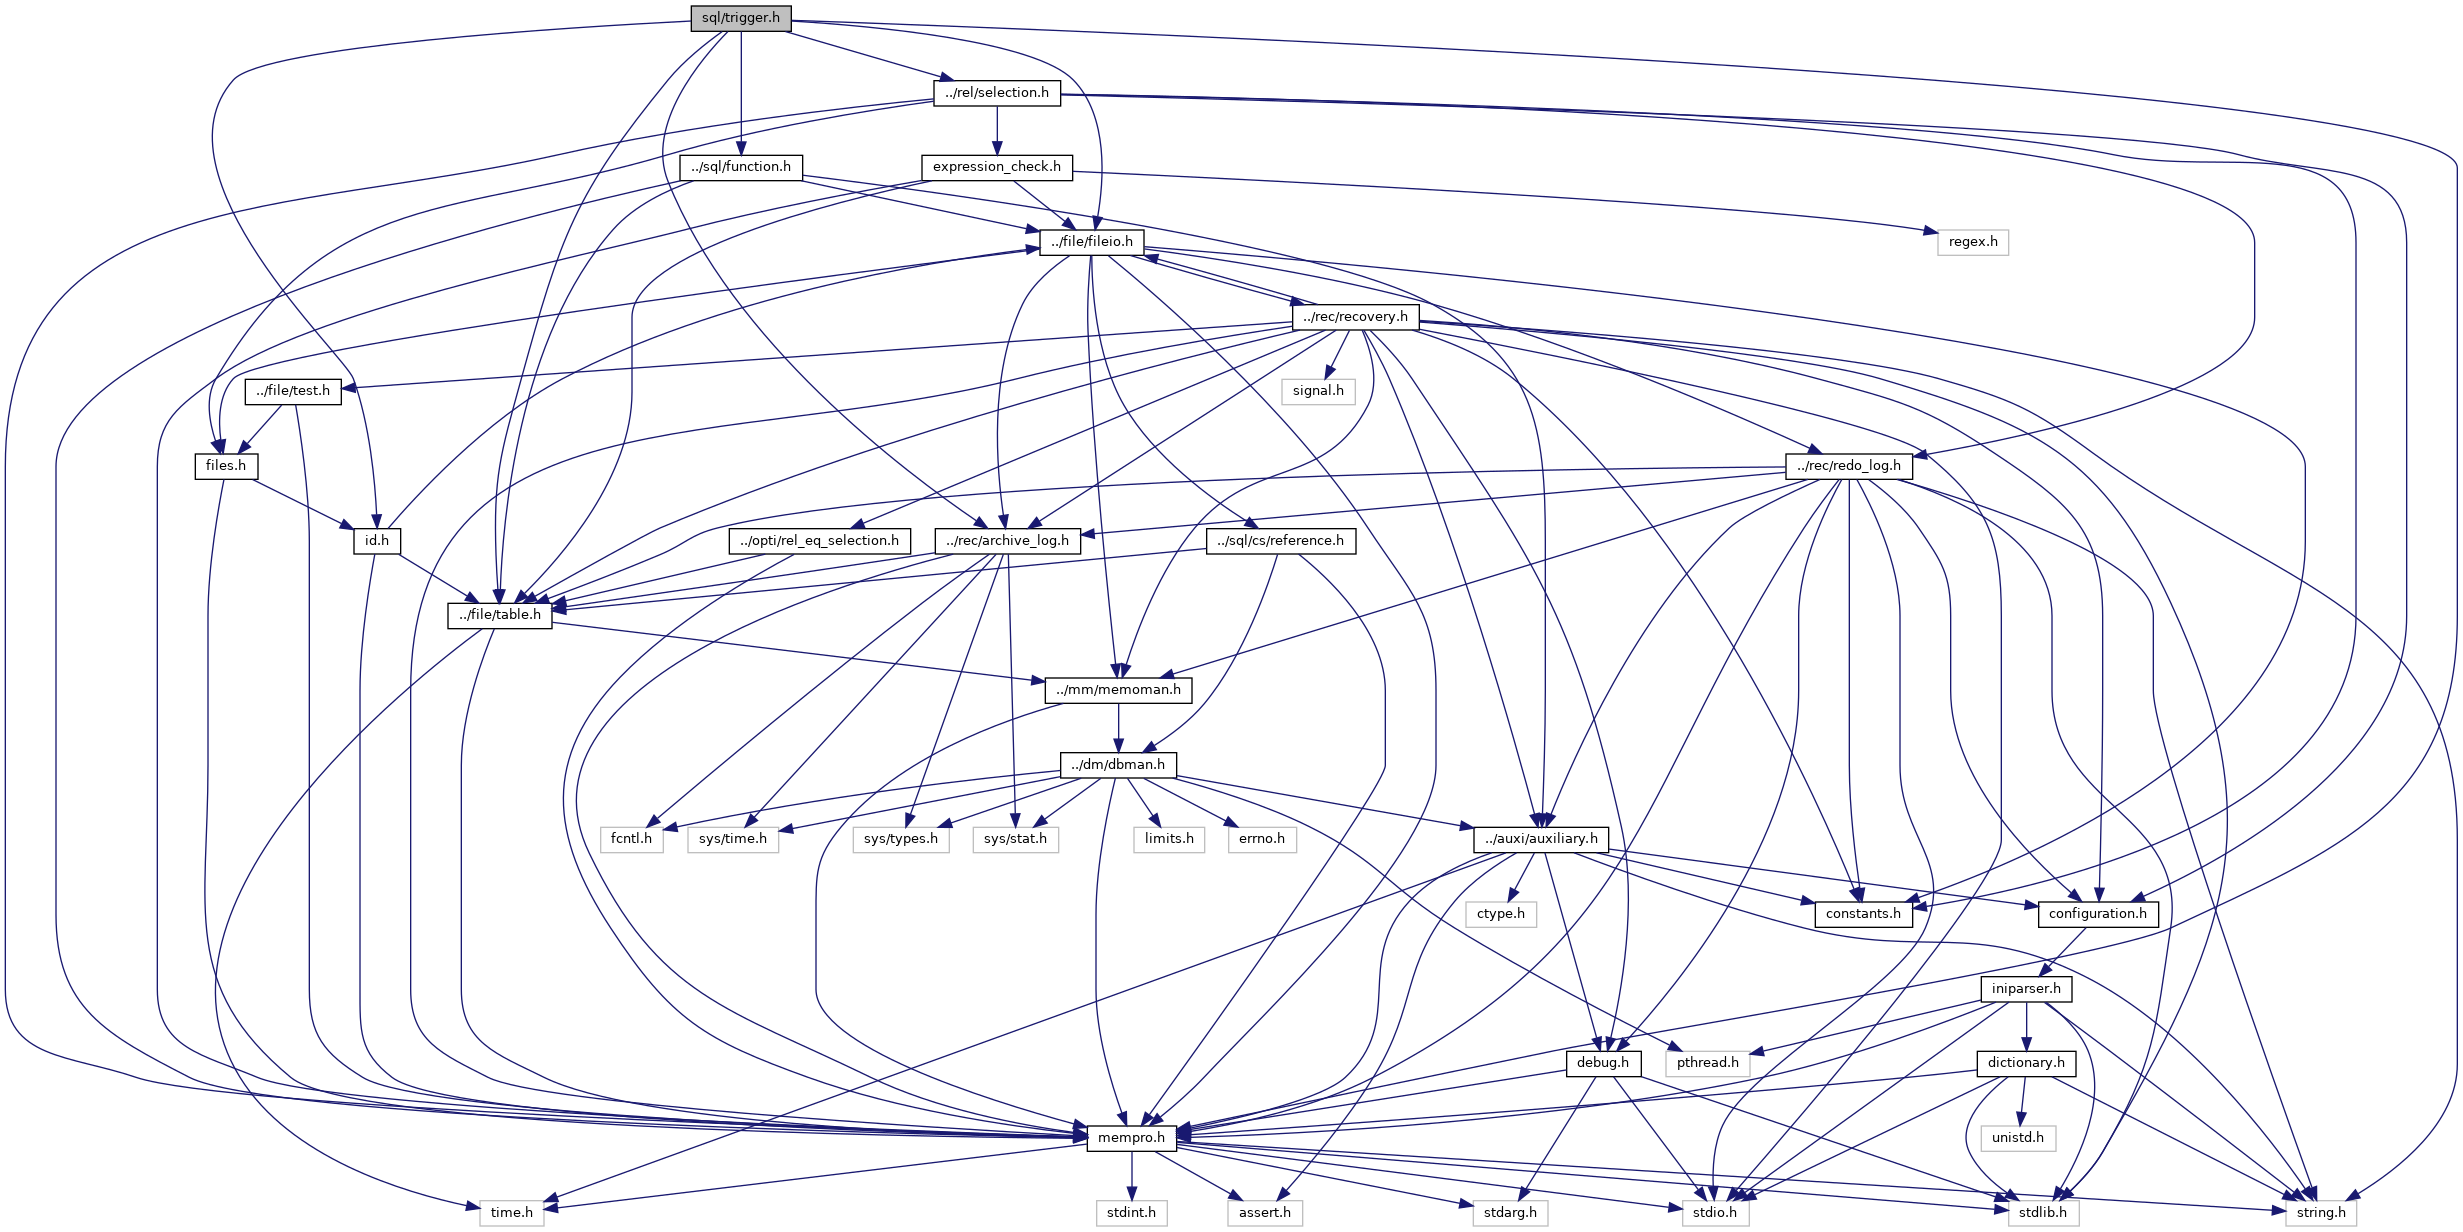 sql/trigger.h
../rel/selection.h
../sql/function.h
expression_check.h
../file/fileio.h
regex.h
../rec/recovery.h
../file/test.h
signal.h
files.h
../rec/redo_log.h
id.h
../opti/rel_eq_selection.h
../rec/archive_log.h
../sql/cs/reference.h
../file/table.h
../mm/memoman.h
../dm/dbman.h
fcntl.h
sys/time.h
sys/types.h
sys/stat.h
limits.h
errno.h
../auxi/auxiliary.h
ctype.h
constants.h
configuration.h
iniparser.h
debug.h
pthread.h
dictionary.h
mempro.h
unistd.h
time.h
stdint.h
assert.h
stdarg.h
stdio.h
stdlib.h
string.h